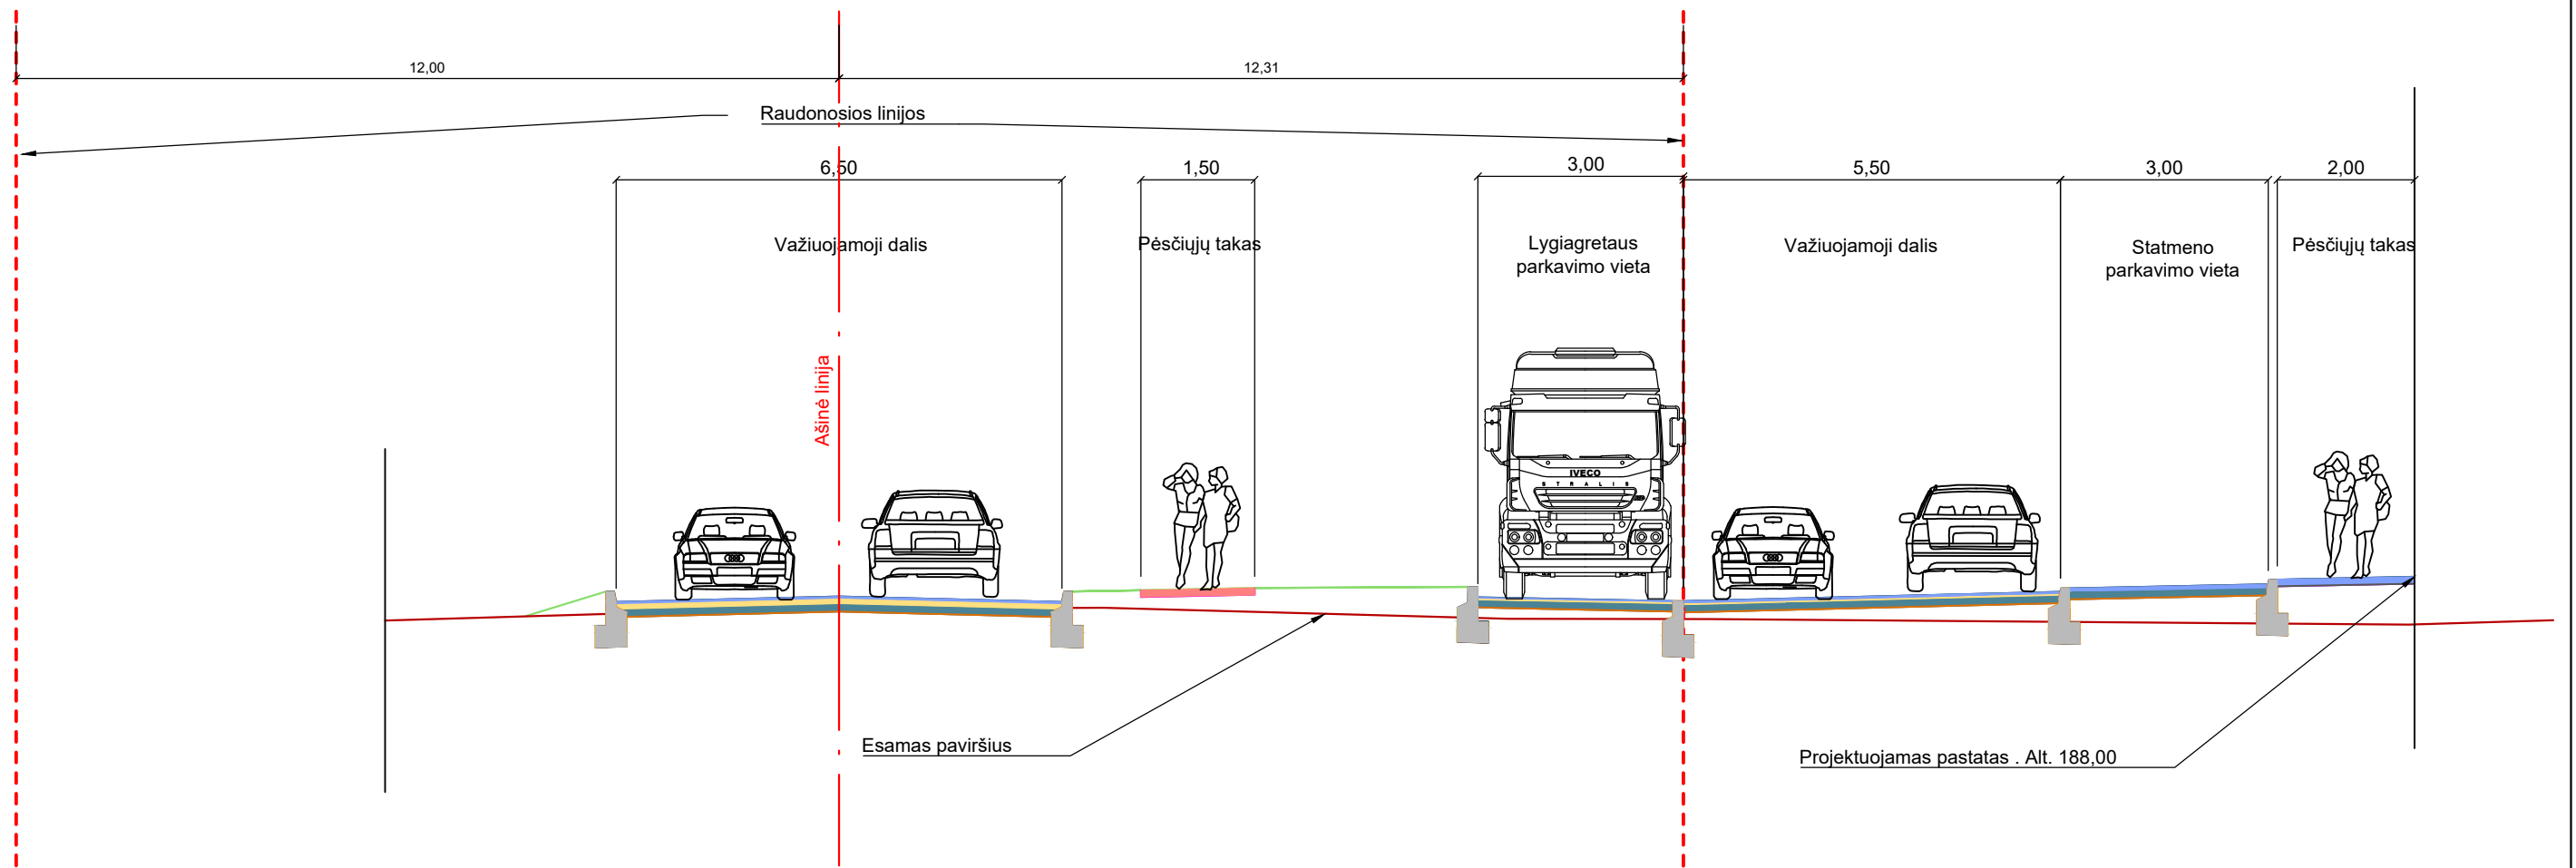 12,00
12,31
Raudonosios linijos
6,50
1,50
3,00
5,50
3,00
2,00
Važiuojamoji dalis
Pėsčiųjų takas
Lygiagretaus
parkavimo vieta
Važiuojamoji dalis
Statmeno
parkavimo vieta
Pėsčiųjų takas
Ašinė linija
IVECO
STRALIS
Esamas paviršius
Projektuojamas pastatas . Alt. 188,00